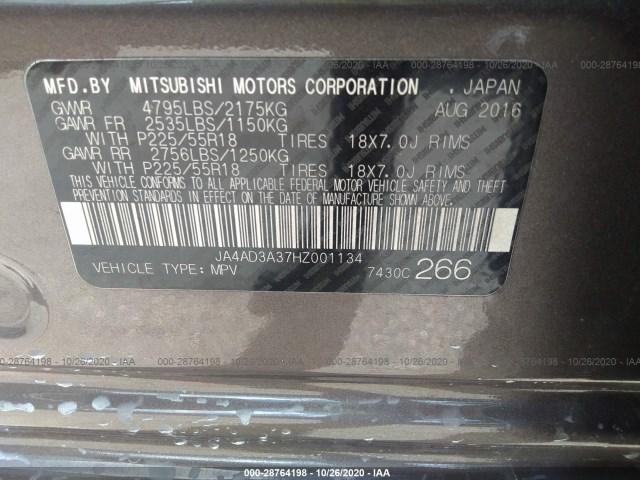 000-28764198 - 10/26/2020 - IAA
MFD.BY MITSUBISHI MOTORS CORPORATION . JAPAN
GVWR 4795LBS/2175KG AUG 2016
GAWR FR 2535LBS/1150KG
WITH P225/55R18 TIRES 18X7.0J RIMS
GAWR RR 2756LBS/1250KG
WITH P225/55R18 TIRES 18X7.0J RIMS
THIS VEHICLE CONFORMS TO ALL APPLICABLE FEDERAL MOTOR VEHICLE SAFETY AND THEFT
PREVENTION STANDARDS IN EFFECT ON THE DATE OF MANUFACTURE SHOWN ABOVE.
JA4AD3A37HZ001134
VEHICLE TYPE: MPV 7430C 266
000-28764198 - 10/26/2020 - IAA
000-28764198 - 10/26/2020 - IAA